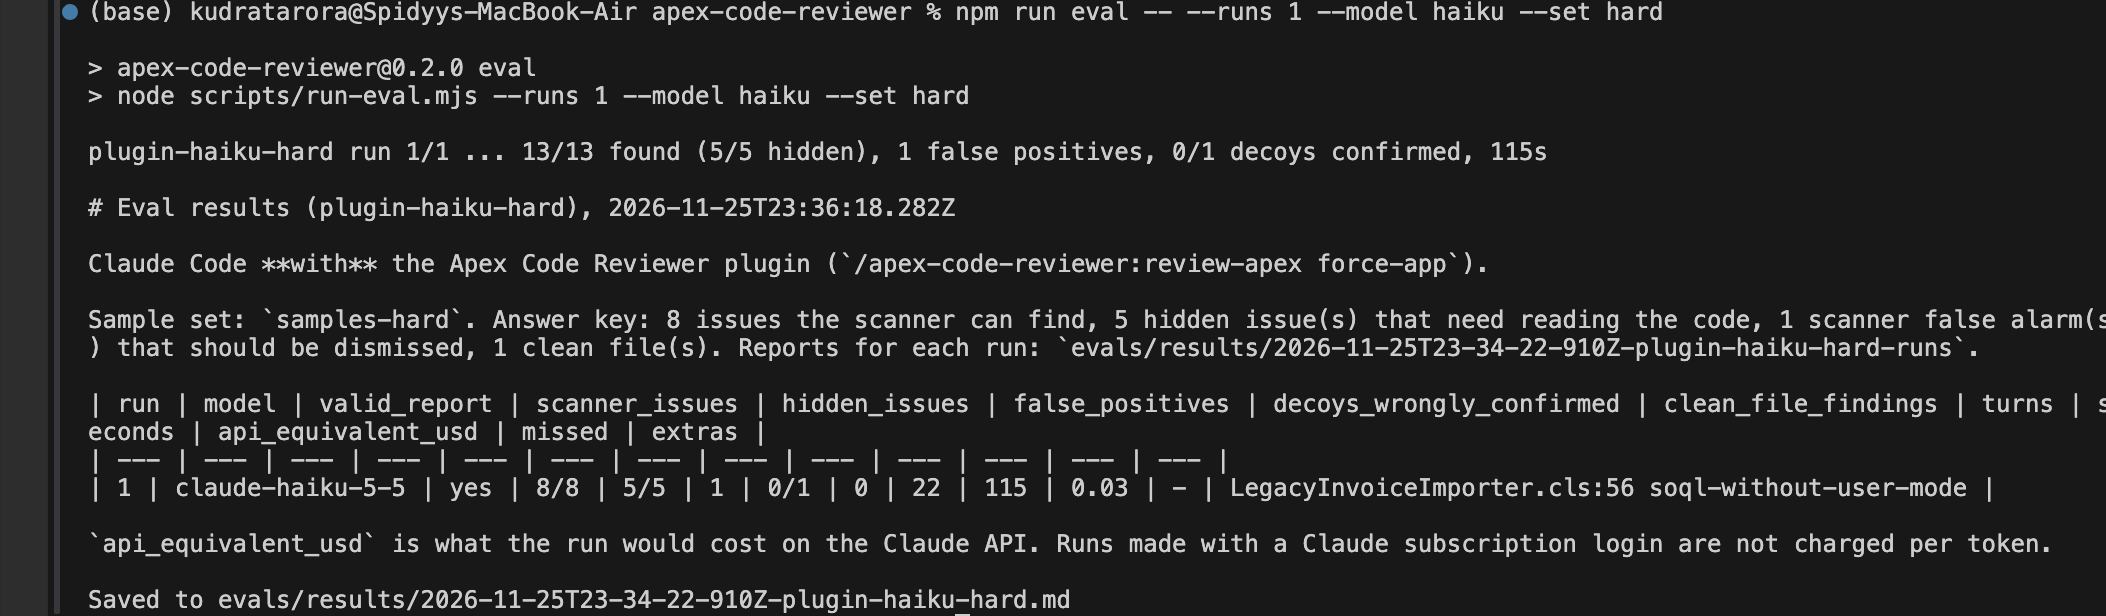 (base) kudratarora@Spidyys-MacBook-Air apex-code-reviewer % npm run eval -- --runs 1 --model haiku --set hard
> apex-code-reviewer@0.2.0 eval
> node scripts/run-eval.mjs --runs 1 --model haiku --set hard
plugin-haiku-hard run 1/1 ... 13/13 found (5/5 hidden), 1 false positives, 0/1 decoys confirmed, 115s
# Eval results (plugin-haiku-hard), 2026-11-25T23:36:18.282Z
Claude Code **with** the Apex Code Reviewer plugin (`/apex-code-reviewer:review-apex force-app`).
Sample set: `samples-hard`. Answer key: 8 issues the scanner can find, 5 hidden issue(s) that need reading the code, 1 scanner false alarm(s
) that should be dismissed, 1 clean file(s). Reports for each run: `evals/results/2026-11-25T23-34-22-910Z-plugin-haiku-hard-runs`.
| run | model | valid_report | scanner_issues | hidden_issues | false_positives | decoys_wrongly_confirmed | clean_file_findings | turns | s
econds | api_equivalent_usd | missed | extras |
| --- | --- | --- | --- | --- | --- | --- | --- | --- | --- | --- | --- | --- |
| 1 | claude-haiku-5-5 | yes | 8/8 | 5/5 | 1 | 0/1 | 0 | 22 | 115 | 0.03 | - | LegacyInvoiceImporter.cls:56 soql-without-user-mode |
`api_equivalent_usd` is what the run would cost on the Claude API. Runs made with a Claude subscription login are not charged per token.
Saved to evals/results/2026-11-25T23-34-22-910Z-plugin-haiku-hard.md